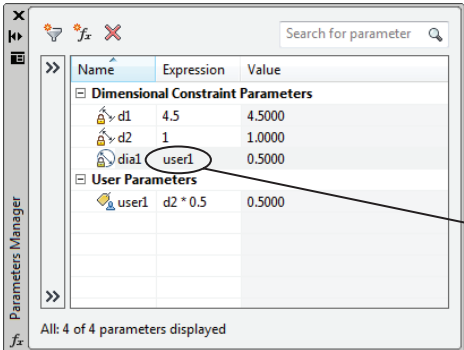 Search for parameter
Name Expression Value
Dimensional Constraint Parameters
d1 4.5 4.5000
d2 1 1.0000
dia1 user1 0.5000
User Parameters
user1 d2 * 0.5 0.5000
All: 4 of 4 parameters displayed
Parameters Manager
fx